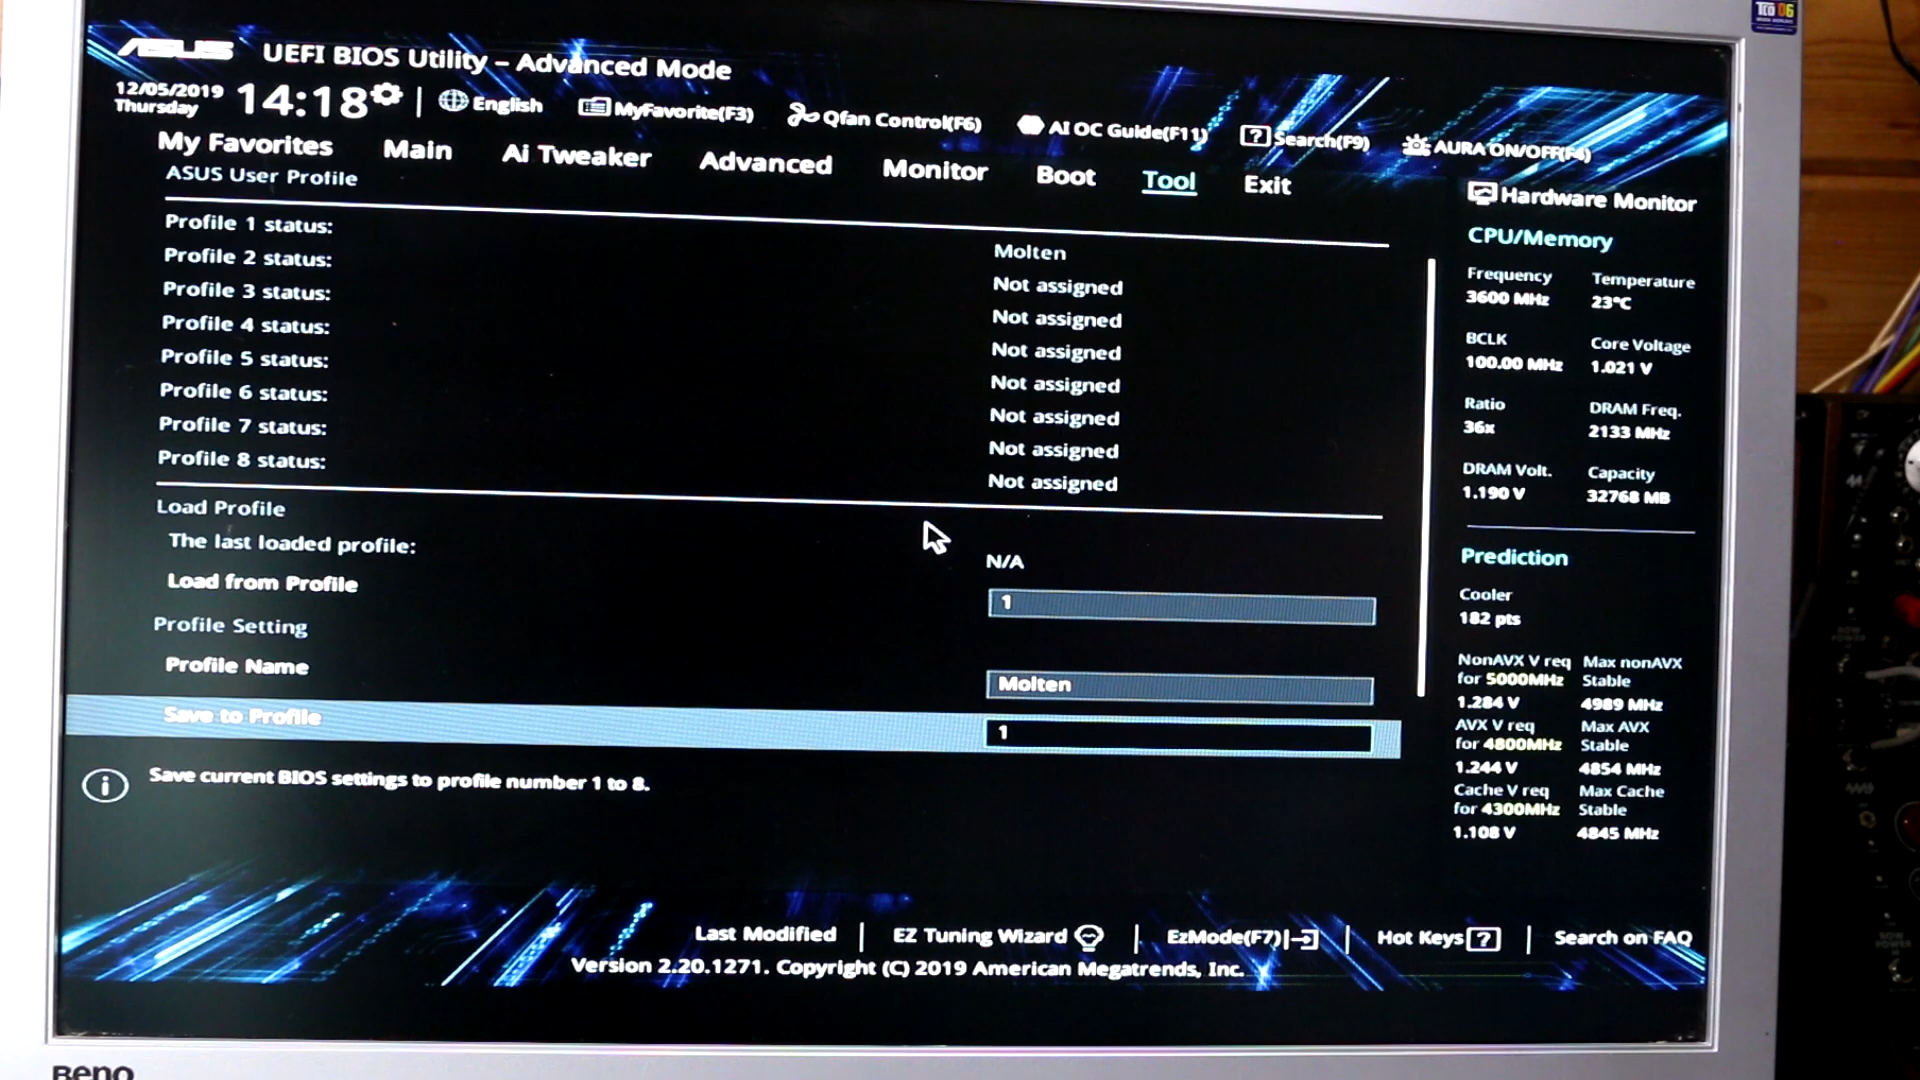 ASUS UEFI BIOS Utility – Advanced Mode
12/05/2019
Thursday
14:18
English
MyFavorite(F3)
Qfan Control(F6)
AI OC Guide(F11)
Search(F9)
AURA ON/OFF(F4)
My Favorites Main Ai Tweaker Advanced Monitor Boot Tool Exit
ASUS User Profile
Profile 1 status: Molten
Profile 2 status: Not assigned
Profile 3 status: Not assigned
Profile 4 status: Not assigned
Profile 5 status: Not assigned
Profile 6 status: Not assigned
Profile 7 status: Not assigned
Profile 8 status: Not assigned
Load Profile
The last loaded profile: N/A
Load from Profile 1
Profile Setting
Profile Name Molten
Save to Profile 1
Save current BIOS settings to profile number 1 to 8.
Hardware Monitor
CPU/Memory
Frequency Temperature
3600 MHz 23°C
BCLK Core Voltage
100.00 MHz 1.021 V
Ratio DRAM Freq.
36x 2133 MHz
DRAM Volt. Capacity
1.190 V 32768 MB
Prediction
Cooler
182 pts
NonAVX V req Max nonAVX
for 5000MHz Stable
1.284 V 4989 MHz
AVX V req Max AVX
for 4800MHz Stable
1.244 V 4854 MHz
Cache V req Max Cache
for 4300MHz Stable
1.108 V 4845 MHz
Last Modified | EZ Tuning Wizard | EzMode(F7) | Hot Keys ? | Search on FAQ
Version 2.20.1271. Copyright (C) 2019 American Megatrends, Inc.
BenQ
TCO 06